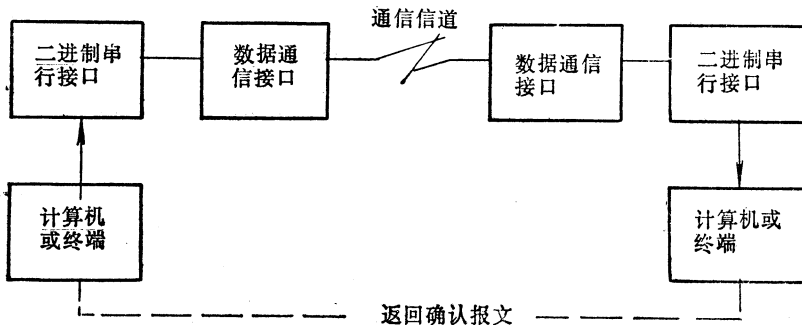 通信信道
二进制串
行接口
数据通
信接口
数据通信
接口
二进制串
行接口
计算机
或终端
计算机或
终端
返回确认报文